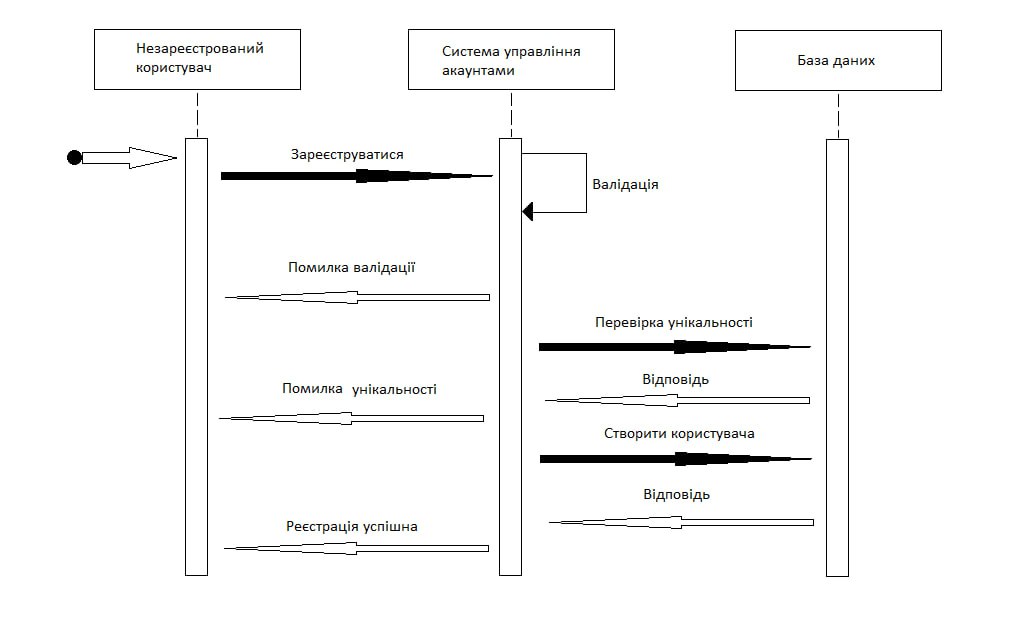 Незареєстрований
користувач
Система управління
акаунтами
База даних
Зареєструватися
Валідація
Помилка валідації
Перевірка унікальності
Відповідь
Помилка унікальності
Створити користувача
Відповідь
Реєстрація успішна